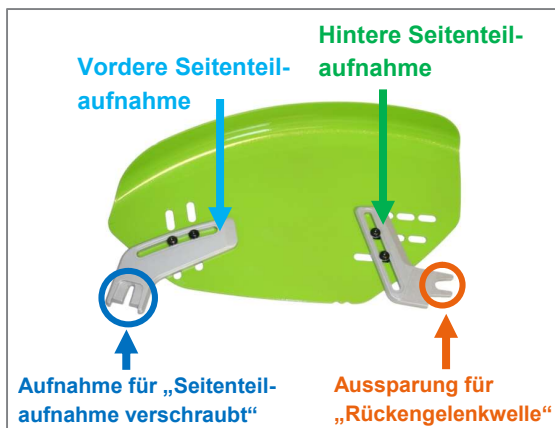 Hintere Seitenteil-
aufnahme
Vordere Seitenteil-
aufnahme
Aufnahme für „Seitenteil-
aufnahme verschraubt“
Aussparung für
„Rückengelenkwelle“